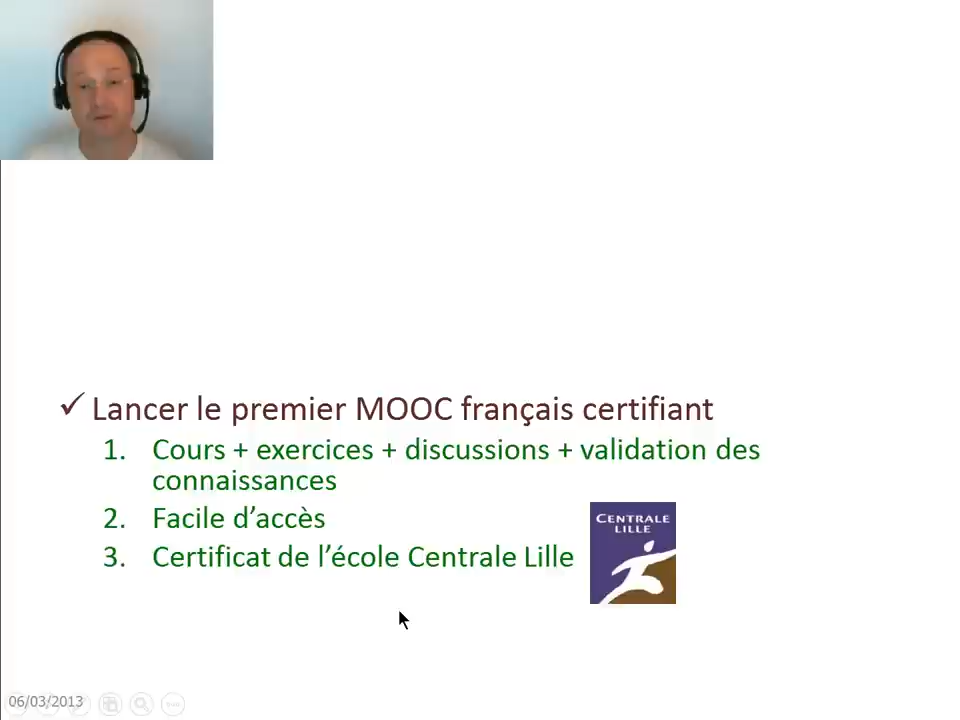 ✓ Lancer le premier MOOC français certifiant
1. Cours + exercices + discussions + validation des
connaissances
2. Facile d’accès
3. Certificat de l’école Centrale Lille
CENTRALE
LILLE
06/03/2013